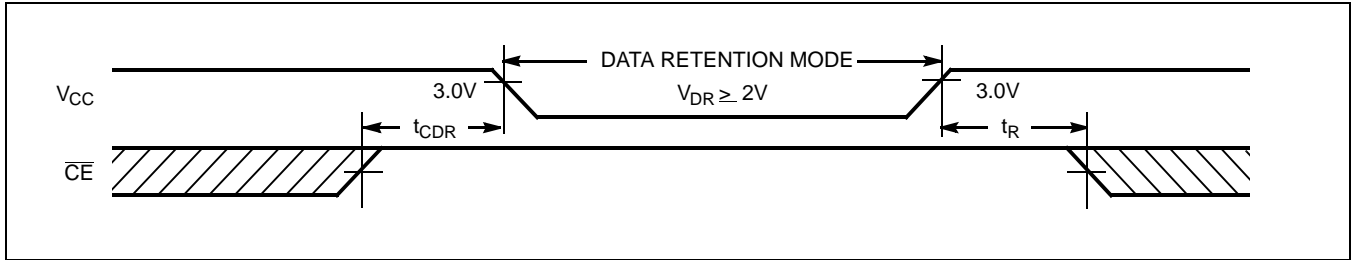 DATA RETENTION MODE
VCC
3.0V
VDR ≥ 2V
3.0V
tCDR
tR
CE